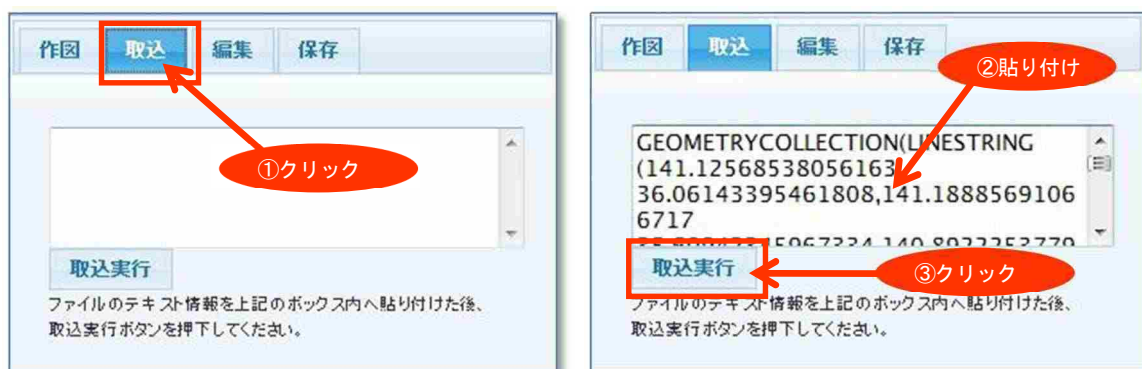 作図 取込 編集 保存
①クリック
取込実行
ファイルのテキスト情報を上記のボックス内へ貼り付けた後、
取込実行ボタンを押下してください。
作図 取込 編集 保存
②貼り付け
GEOMETRYCOLLECTION(LINESTRING
(141.12568538056163
36.06143395461808,141.1888569106
6717
取込実行
③クリック
ファイルのテキスト情報を上記のボックス内へ貼り付けた後、
取込実行ボタンを押下してください。